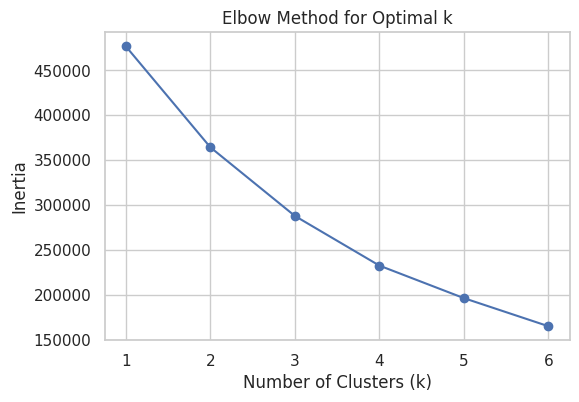 Elbow Method for Optimal k
450000
400000
350000
300000
250000
200000
150000
Inertia
1 2 3 4 5 6
Number of Clusters (k)